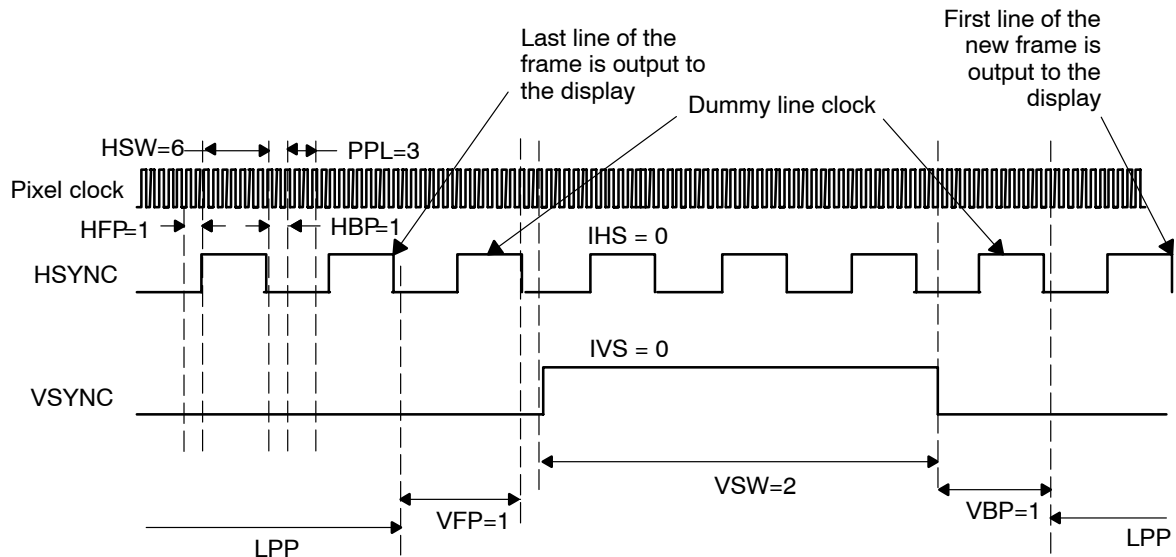 Last line of the
frame is output to
the display
First line of the
new frame is
output to the
display
Dummy line clock
HSW=6
PPL=3
Pixel clock
HFP=1
HBP=1
IHS = 0
HSYNC
IVS = 0
VSYNC
VSW=2
VFP=1
VBP=1
LPP
LPP